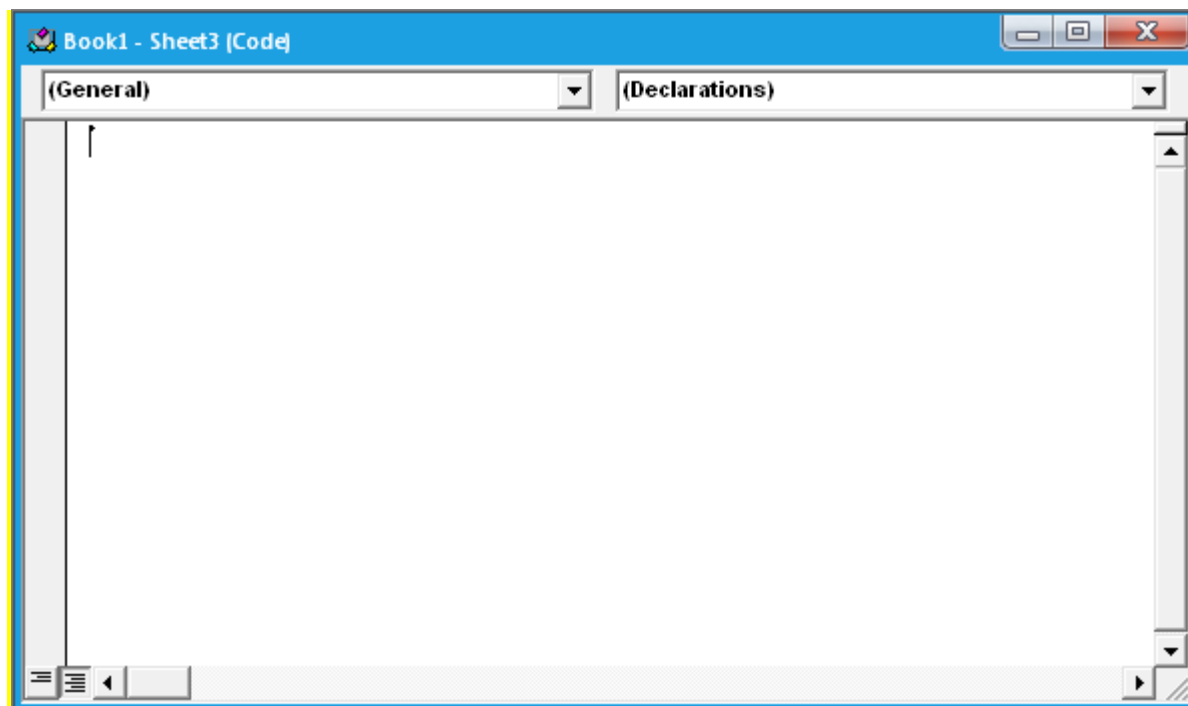 Book1 - Sheet3 (Code)
(General)
(Declarations)